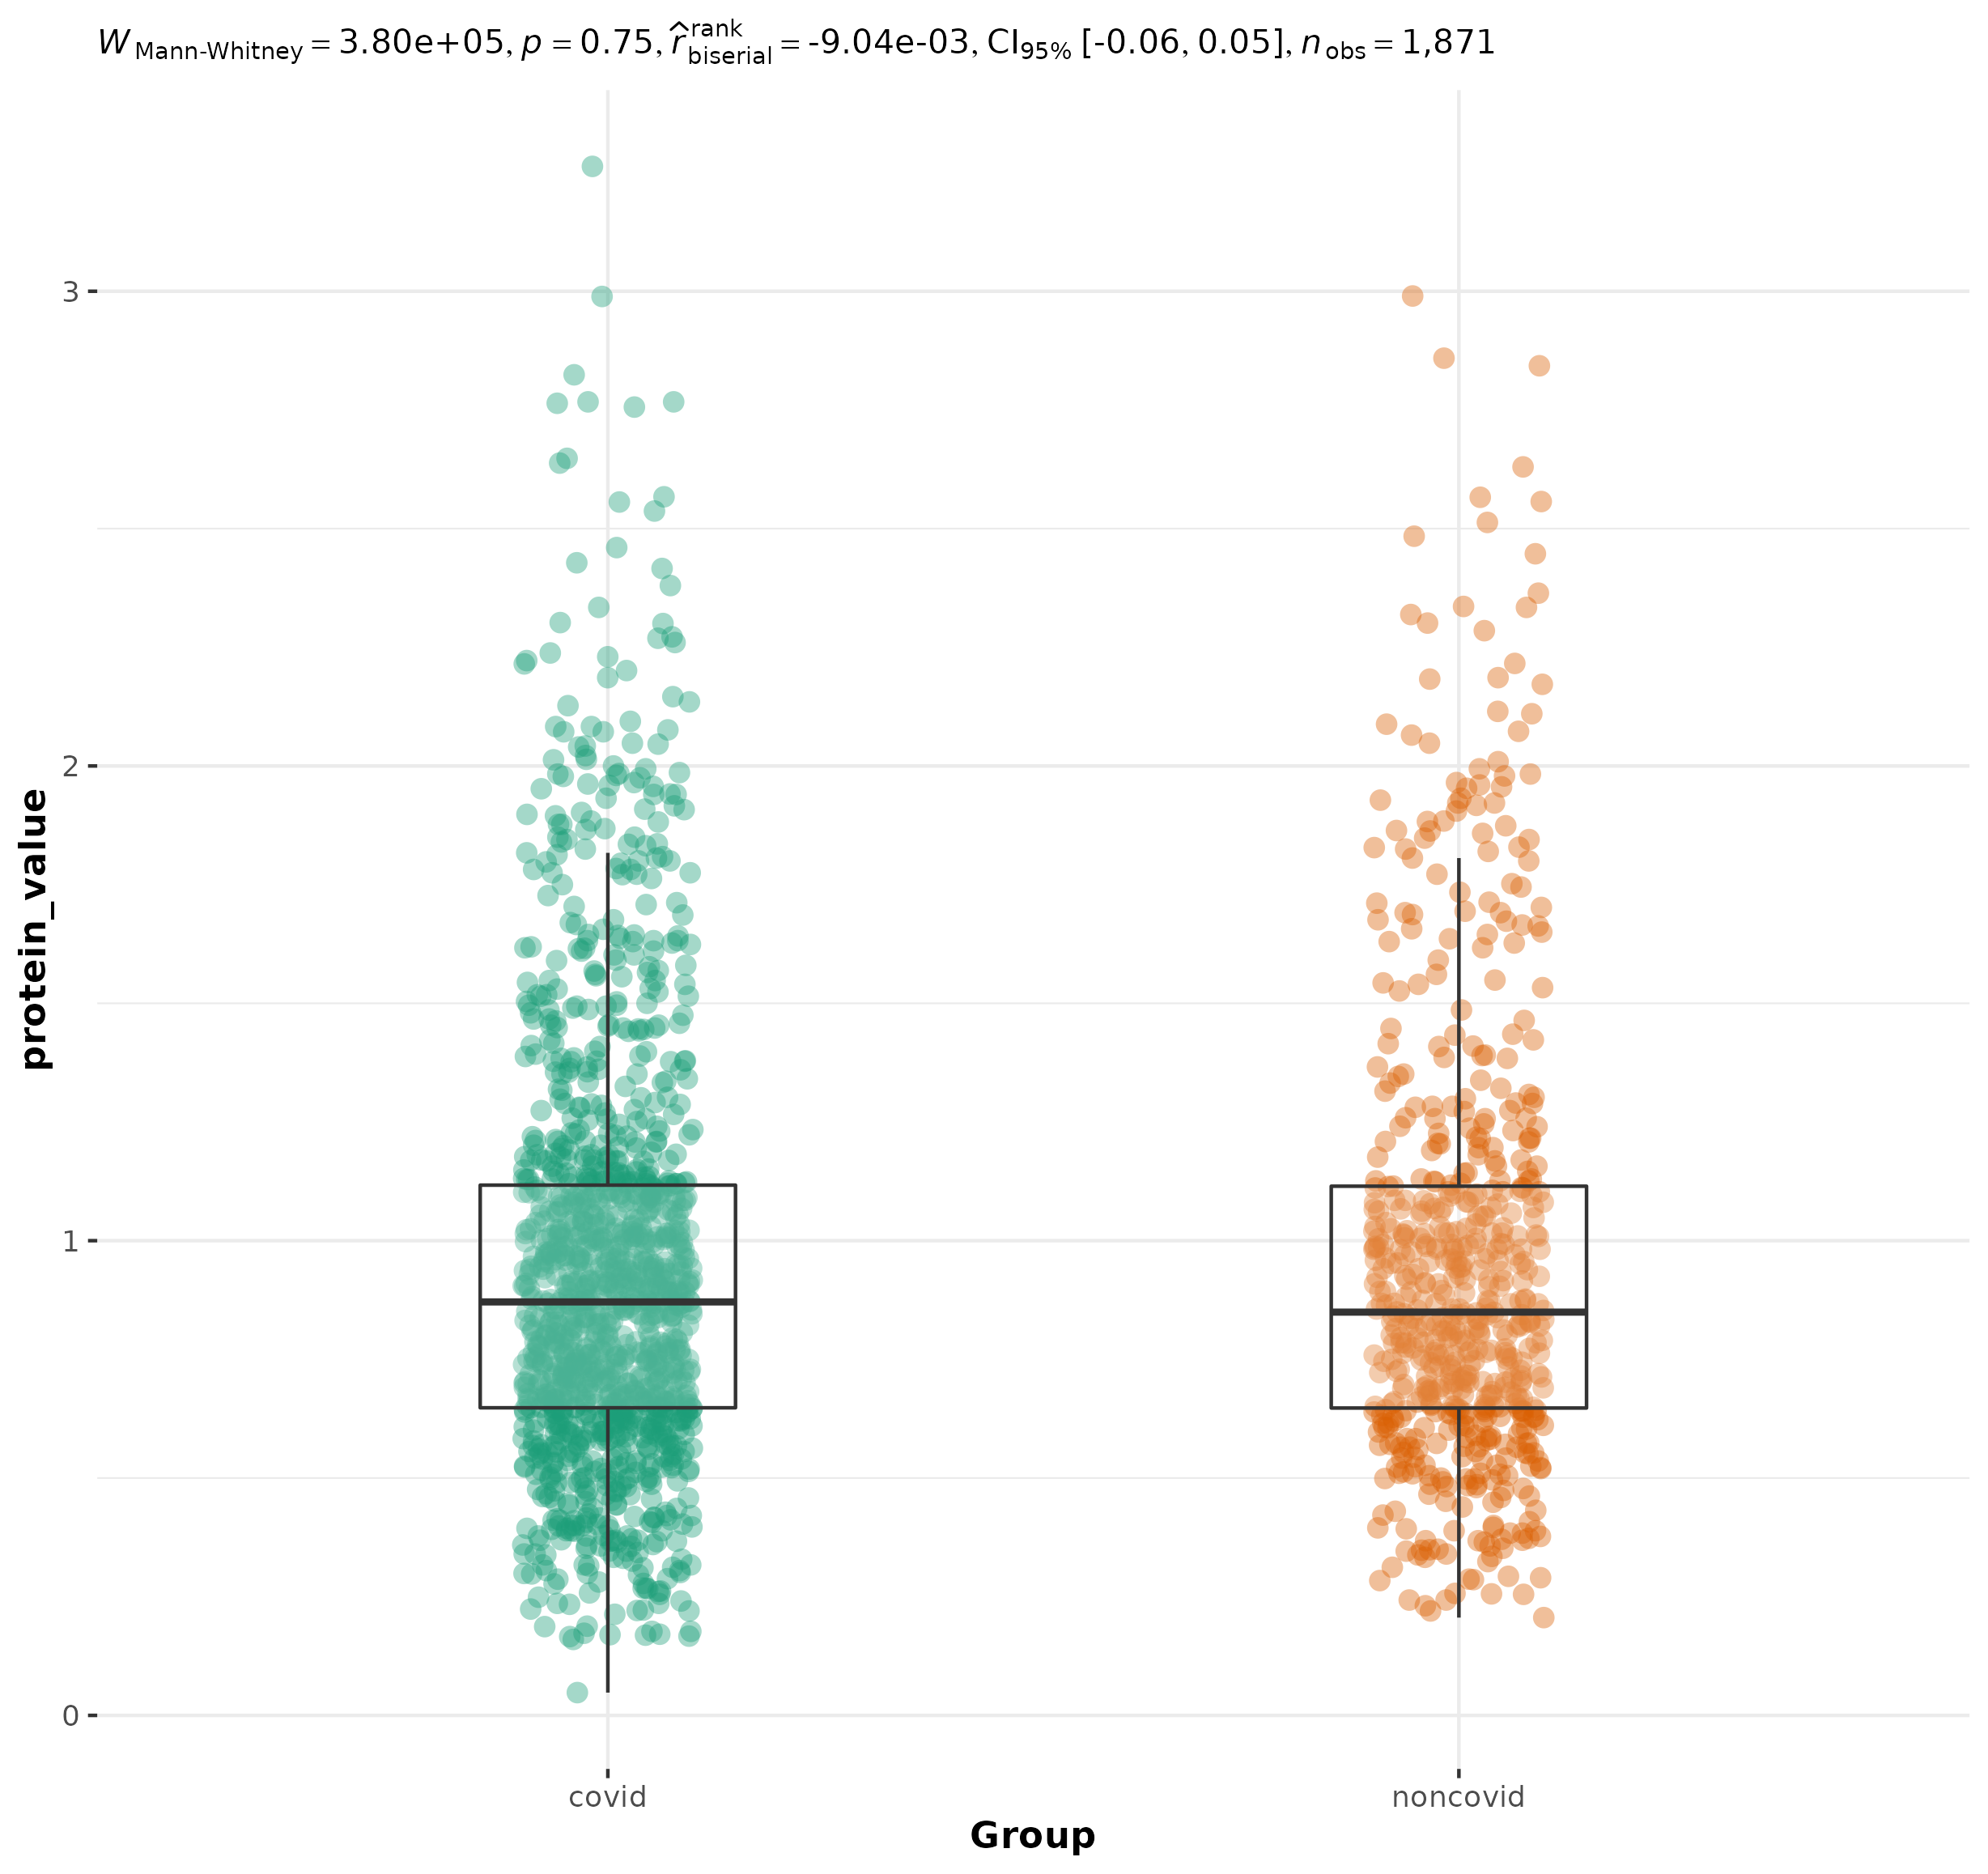 W Mann-Whitney = 3.80e+05, p = 0.75, r̂ rank biserial = -9.04e-03, CI95% [-0.06, 0.05], n obs = 1,871
3
2
1
0
protein_value
covid noncovid
Group